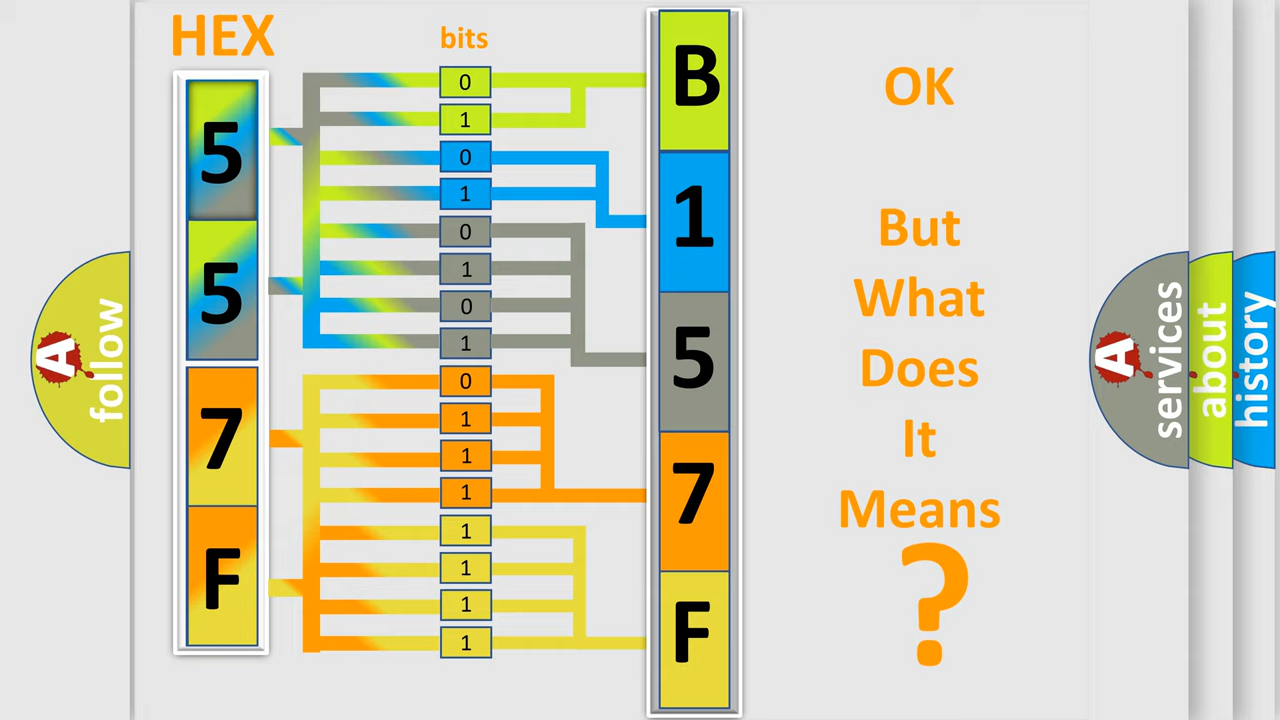 HEX
bits
5
5
7
F
0
1
0
1
0
1
0
1
0
1
1
1
1
1
1
1
B
1
5
7
F
OK
But
What
Does
It
Means
?
A
follow
A
services
about
history